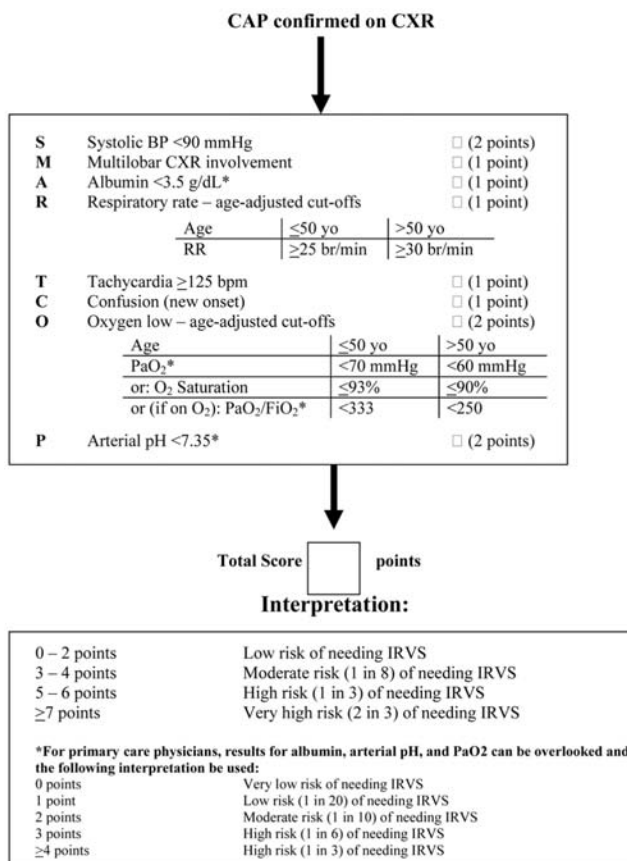 CAP confirmed on CXR
S Systolic BP <90 mmHg □ (2 points)
M Multilobar CXR involvement □ (1 point)
A Albumin <3.5 g/dL* □ (1 point)
R Respiratory rate – age-adjusted cut-offs □ (1 point)
Age ≤50 yo >50 yo
RR ≥25 br/min ≥30 br/min
T Tachycardia ≥125 bpm □ (1 point)
C Confusion (new onset) □ (1 point)
O Oxygen low – age-adjusted cut-offs □ (2 points)
Age ≤50 yo >50 yo
PaO₂* <70 mmHg <60 mmHg
or: O₂ Saturation ≤93% ≤90%
or (if on O₂): PaO₂/FiO₂* <333 <250
P Arterial pH <7.35* □ (2 points)
Total Score points
Interpretation:
0 – 2 points Low risk of needing IRVS
3 – 4 points Moderate risk (1 in 8) of needing IRVS
5 – 6 points High risk (1 in 3) of needing IRVS
≥7 points Very high risk (2 in 3) of needing IRVS
*For primary care physicians, results for albumin, arterial pH, and PaO2 can be overlooked and
the following interpretation be used:
0 points Very low risk of needing IRVS
1 point Low risk (1 in 20) of needing IRVS
2 points Moderate risk (1 in 10) of needing IRVS
3 points High risk (1 in 6) of needing IRVS
≥4 points High risk (1 in 3) of needing IRVS